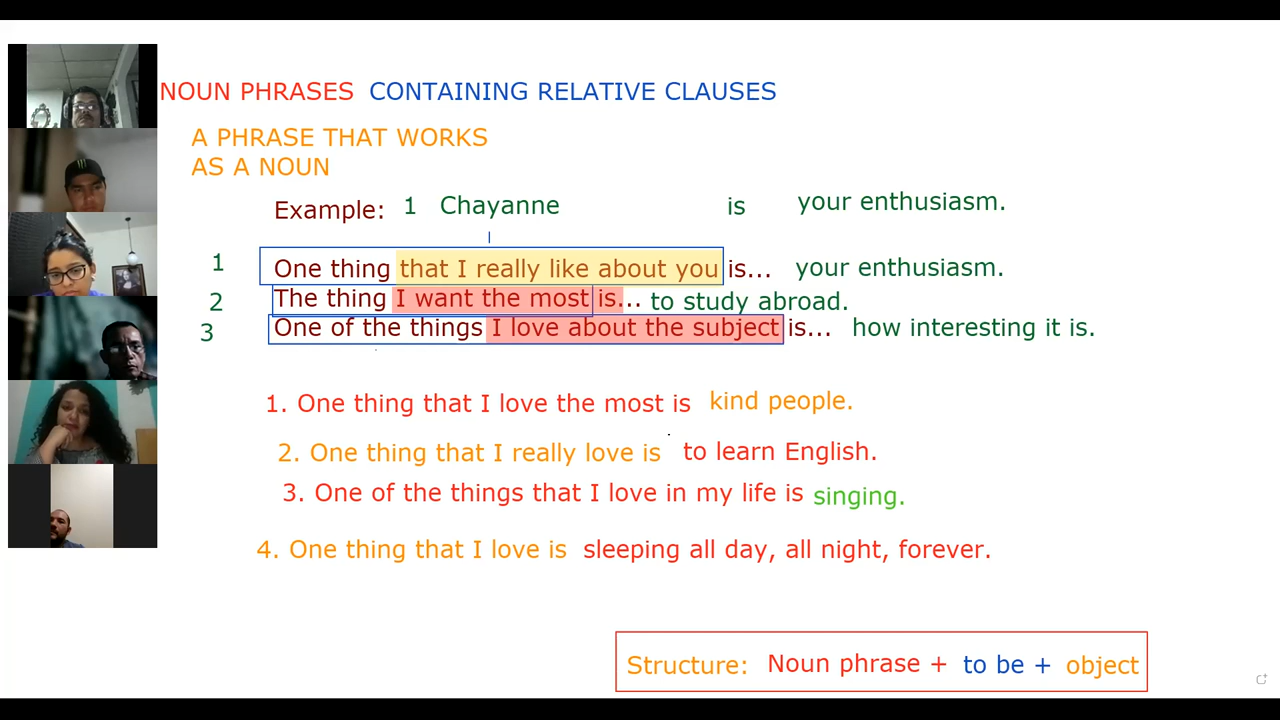 NOUN PHRASES CONTAINING RELATIVE CLAUSES
A PHRASE THAT WORKS
AS A NOUN
Example: 1 Chayanne is your enthusiasm.
1 One thing that I really like about you is... your enthusiasm.
2 The thing I want the most is... to study abroad.
3 One of the things I love about the subject is... how interesting it is.
1. One thing that I love the most is kind people.
2. One thing that I really love is to learn English.
3. One of the things that I love in my life is singing.
4. One thing that I love is sleeping all day, all night, forever.
Structure: Noun phrase + to be + object